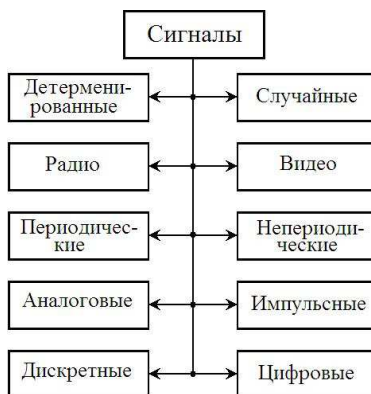 Сигналы
Детермени-
рованные
Случайные
Радио
Видео
Периодичес-
кие
Непериоди-
ческие
Аналоговые
Импульсные
Дискретные
Цифровые